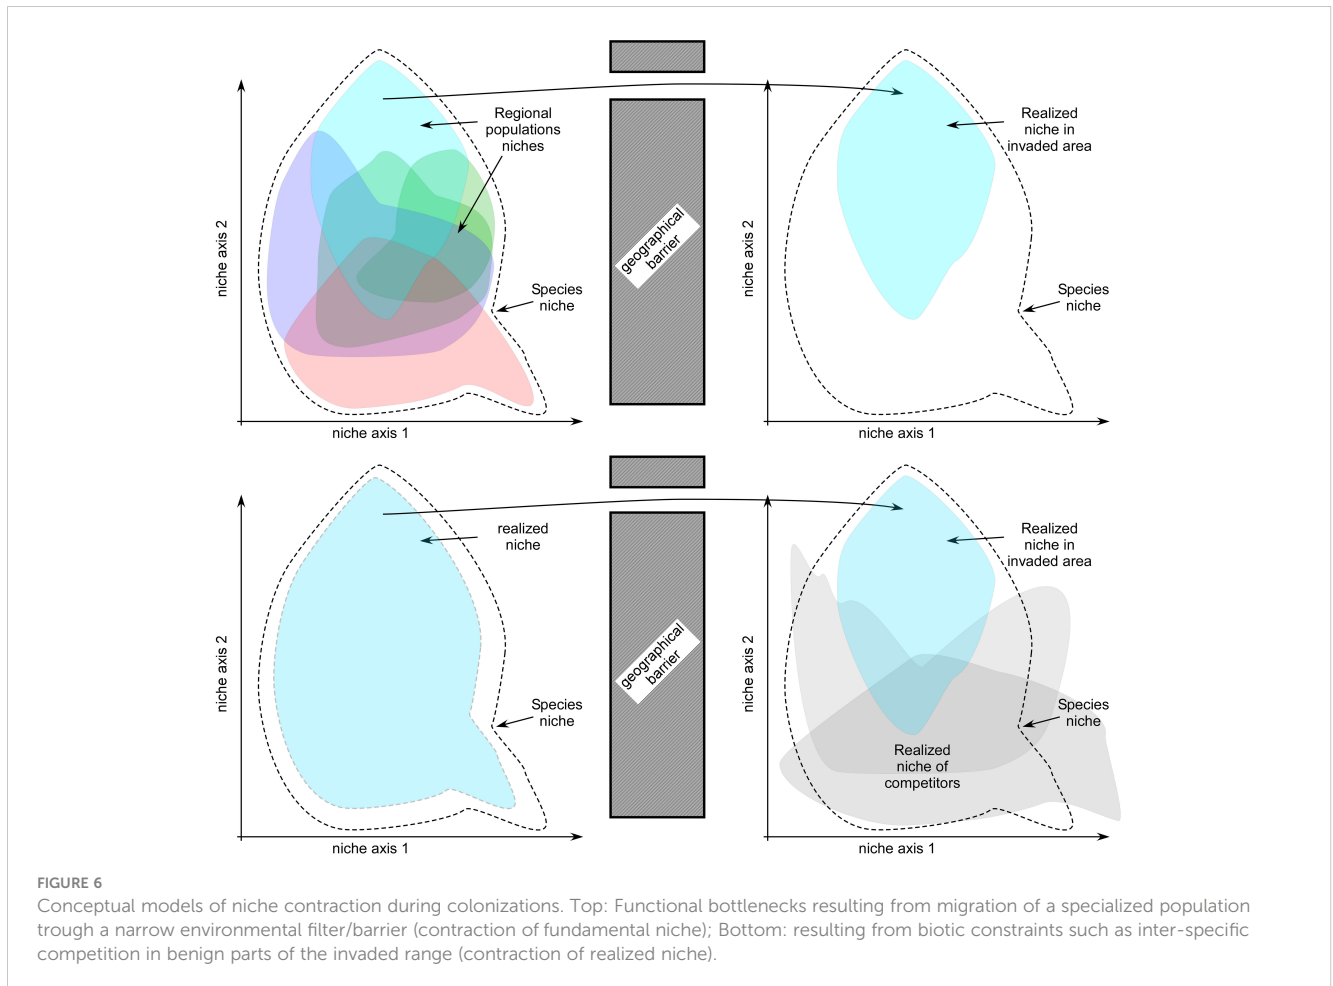 Regional
populations
niches
Species
niche
niche axis 2
niche axis 1
geographical
barrier
Realized
niche in
invaded area
Species
niche
niche axis 2
niche axis 1
realized
niche
Species
niche
niche axis 2
niche axis 1
geographical
barrier
Realized
niche in
invaded area
Species
niche
Realized
niche of
competitors
niche axis 2
niche axis 1
FIGURE 6
Conceptual models of niche contraction during colonizations. Top: Functional bottlenecks resulting from migration of a specialized population
trough a narrow environmental filter/barrier (contraction of fundamental niche); Bottom: resulting from biotic constraints such as inter-specific
competition in benign parts of the invaded range (contraction of realized niche).